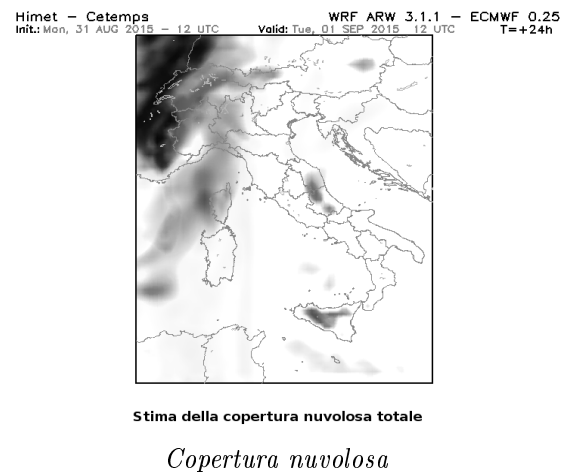 Himet – Cetemps WRF ARW 3.1.1 – ECMWF 0.25
Init.: Mon, 31 AUG 2015 – 12 UTC Valid: Tue, 01 SEP 2015 12 UTC T=+24h
Stima della copertura nuvolosa totale
Copertura nuvolosa